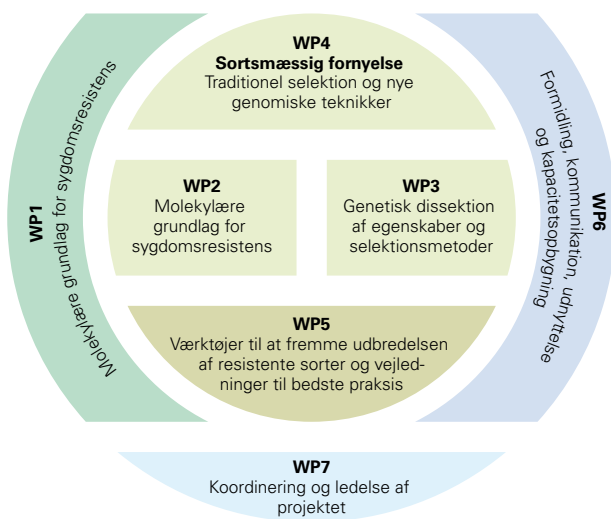 WP4
Sortsmæssig fornyelse
Traditionel selektion og nye
genomiske teknikker
WP1
Molekylære grundlag for sygdomsresistens
WP2
Molekylære
grundlag for
sygdomsresistens
WP3
Genetisk dissektion
af egenskaber og
selektionsmetoder
WP6
Formidling, kommunikation, udnyttelse
og kapacitetsopbygning
WP5
Værktøjer til at fremme udbredelsen
af resistente sorter og vejled-
ninger til bedste praksis
WP7
Koordinering og ledelse af
projektet